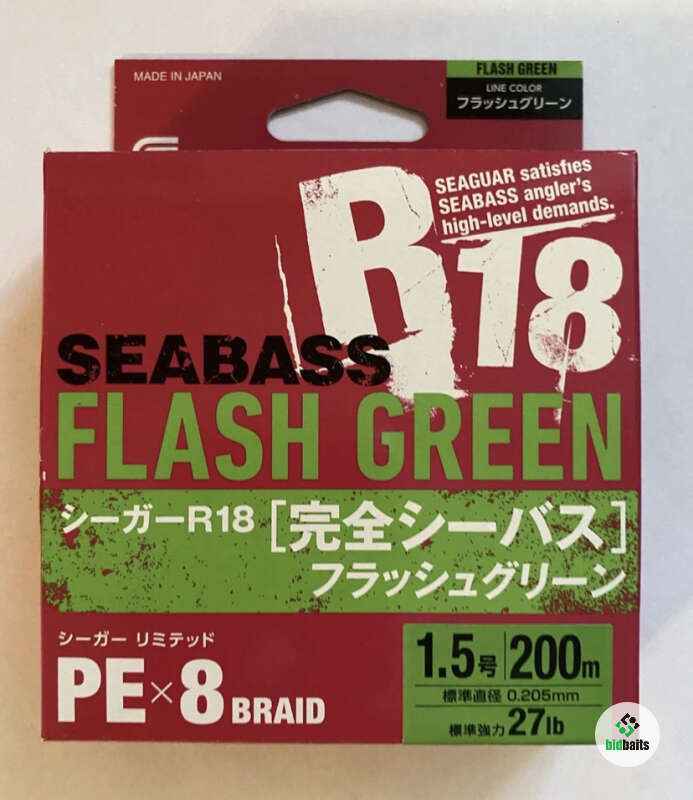 MADE IN JAPAN
FLASH GREEN
LINE COLOR
フラッシュグリーン
R18
SEAGUAR satisfies
SEABASS angler's
high-level demands.
SEABASS
FLASH GREEN
シーガーR18 [完全シーバス]
フラッシュグリーン
シーガー リミテッド
PE×8 BRAID
1.5号 200m
標準直径 0.205mm
標準強力 27lb
bidbaits